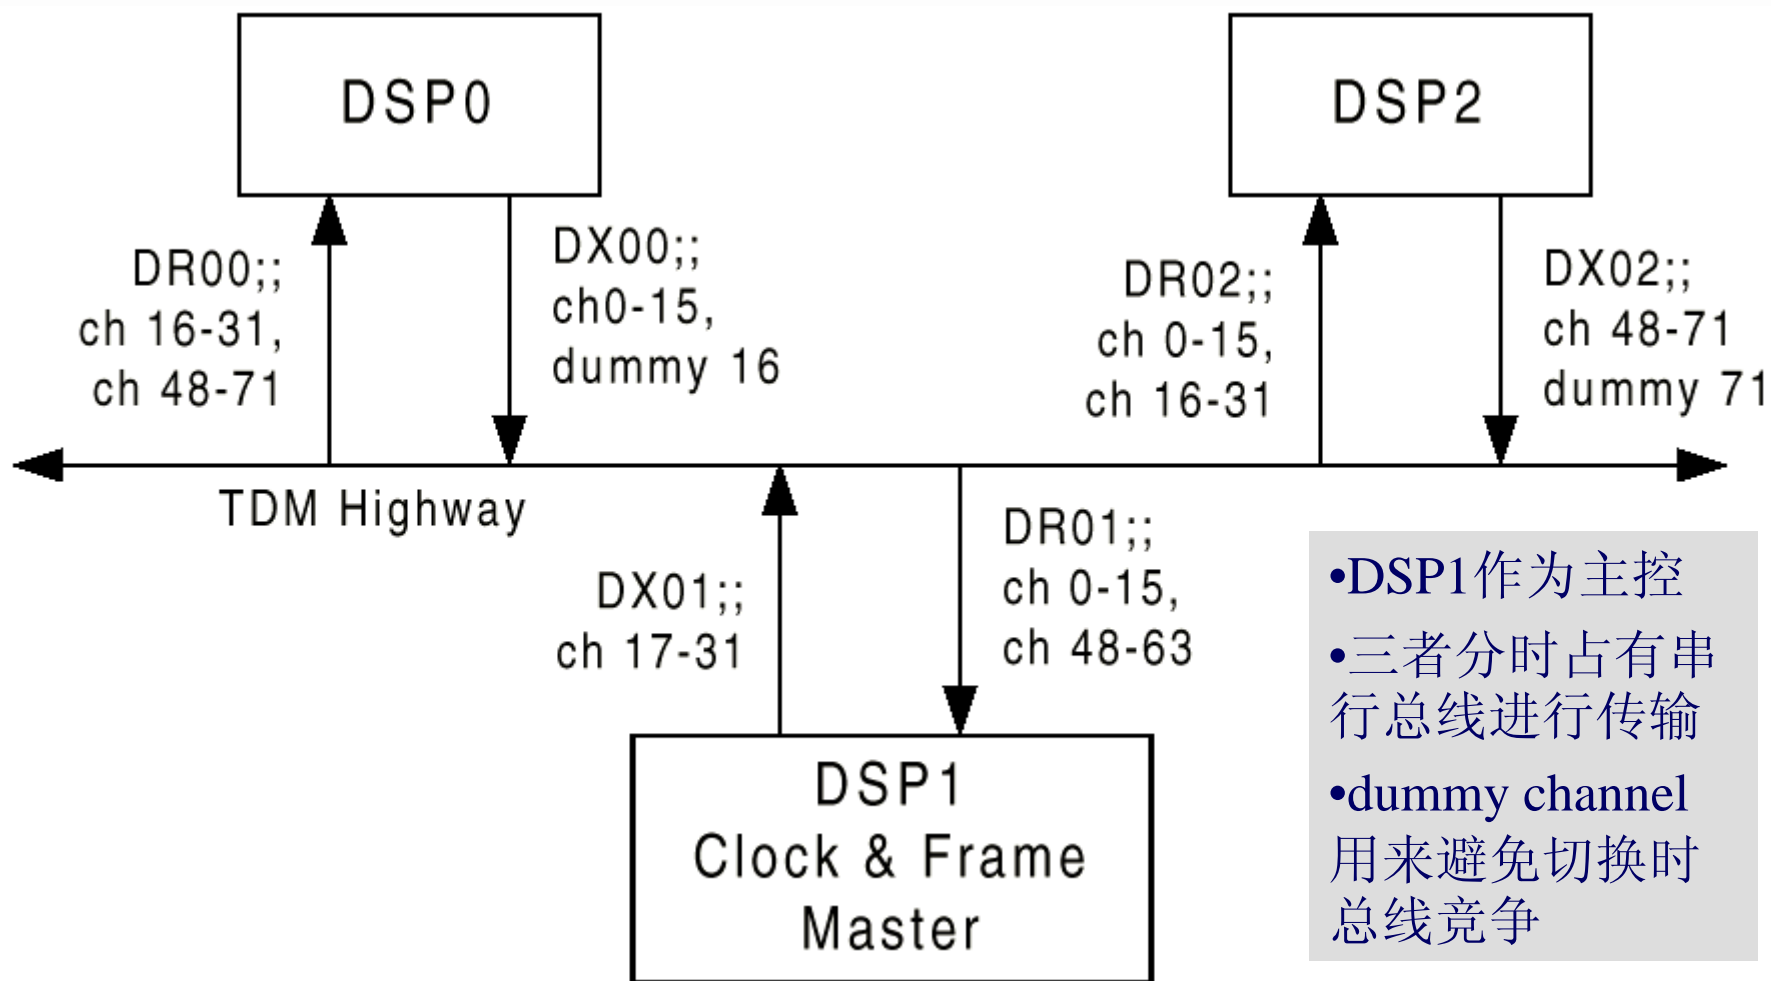 DSP0
DSP2
DR00;;
ch 16-31,
ch 48-71
DX00;;
ch0-15,
dummy 16
DR02;;
ch 0-15,
ch 16-31
DX02;;
ch 48-71
dummy 71
TDM Highway
DX01;;
ch 17-31
DR01;;
ch 0-15,
ch 48-63
DSP1
Clock & Frame
Master
•DSP1作为主控
•三者分时占有串
行总线进行传输
•dummy channel
用来避免切换时
总线竞争